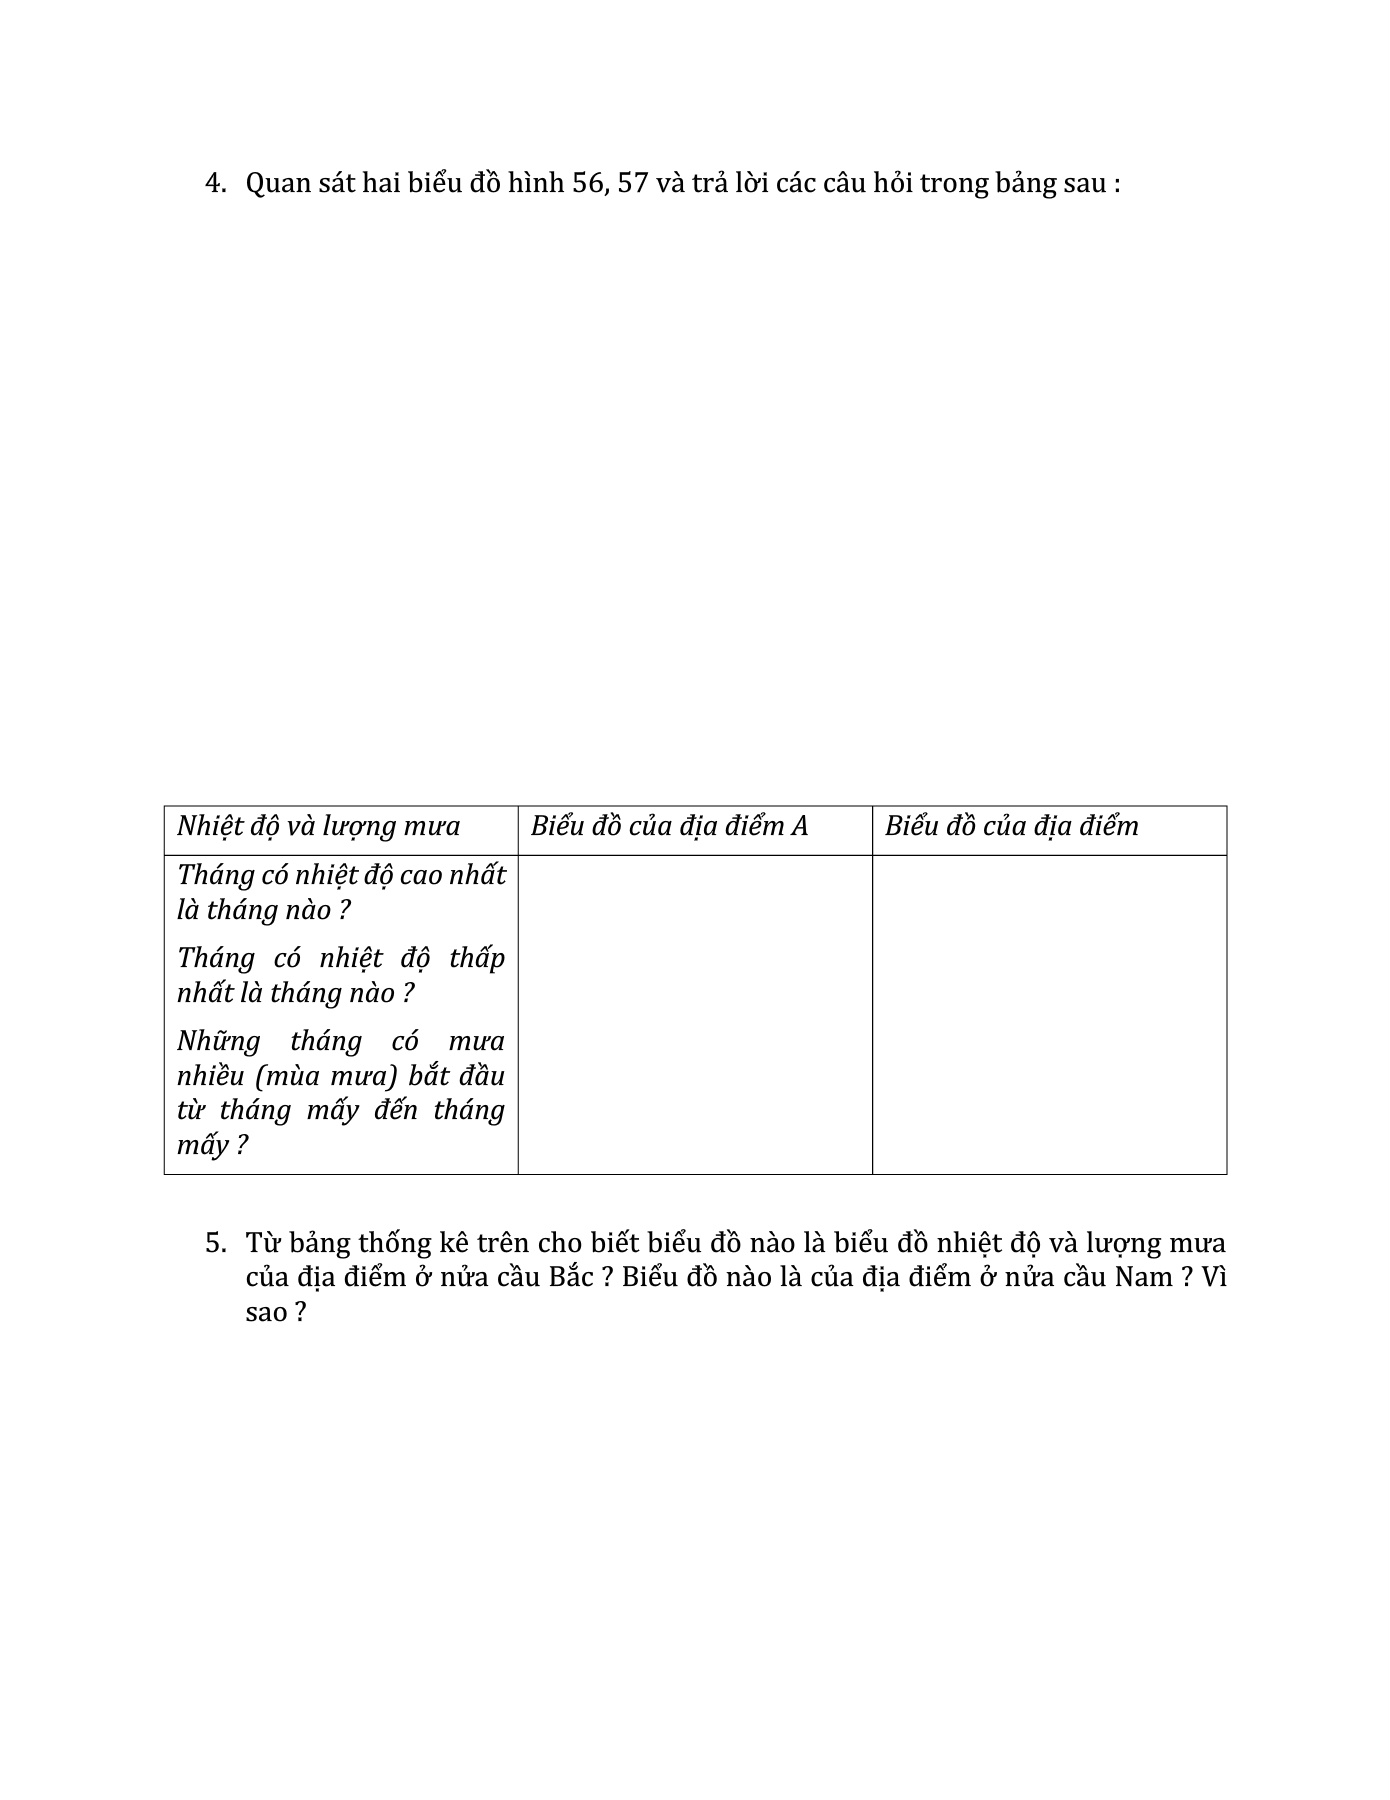 4. Quan sát hai biểu đồ hình 56, 57 và trả lời các câu hỏi trong bảng sau :
Nhiệt độ và lượng mưa
Biểu đồ của địa điểm A
Biểu đồ của địa điểm
Tháng có nhiệt độ cao nhất
là tháng nào ?
Tháng có nhiệt độ thấp
nhất là tháng nào ?
Những tháng có mưa
nhiều (mùa mưa) bắt đầu
từ tháng mấy đến tháng
mấy ?
5. Từ bảng thống kê trên cho biết biểu đồ nào là biểu đồ nhiệt độ và lượng mưa
của địa điểm ở nửa cầu Bắc ? Biểu đồ nào là của địa điểm ở nửa cầu Nam ? Vì
sao ?